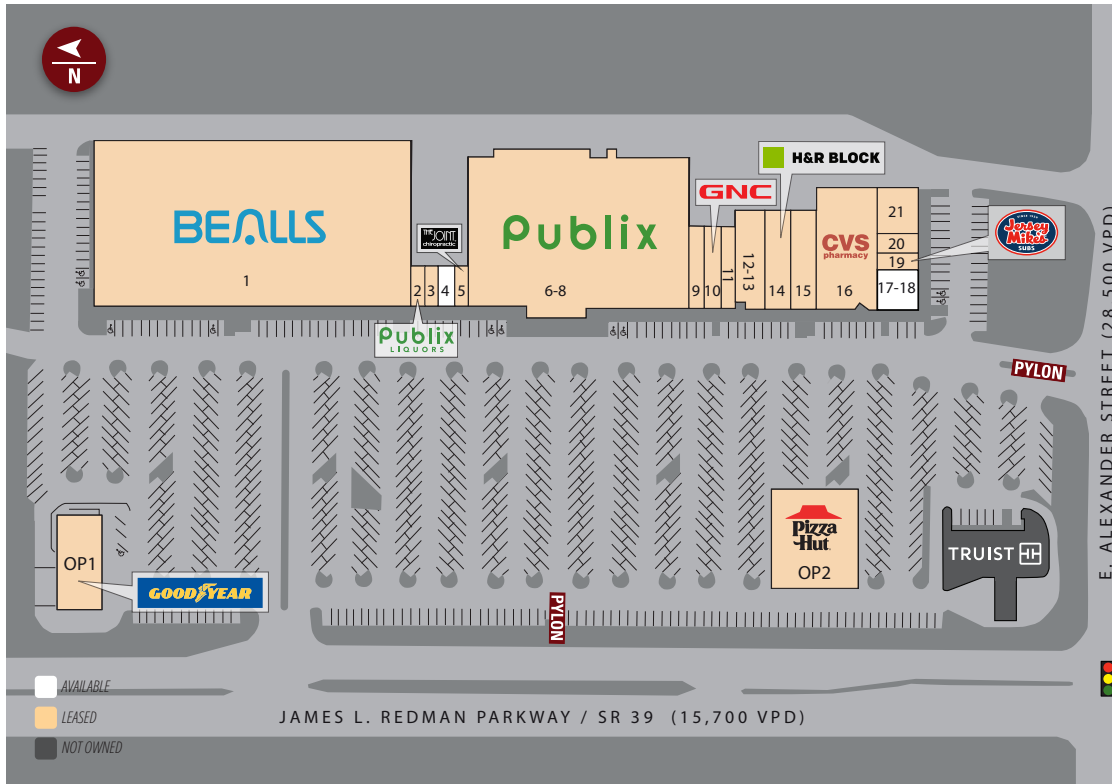 N
BEALLS
1
THE JOINT
chiropractic
2
3
4
5
Publix
LIQUORS
Publix
6-8
GNC
9
10
11
H&R BLOCK
12-13
14
15
CVS
pharmacy
16
21
20
19
17-18
SINCE 1956
Jersey
Mike's
SUBS
PYLON
E. ALEXANDER STREET (28,500 VPD)
OP1
GOODYEAR
Pizza
Hut
OP2
TRUIST
PYLON
AVAILABLE
LEASED
NOT OWNED
JAMES L. REDMAN PARKWAY / SR 39 (15,700 VPD)